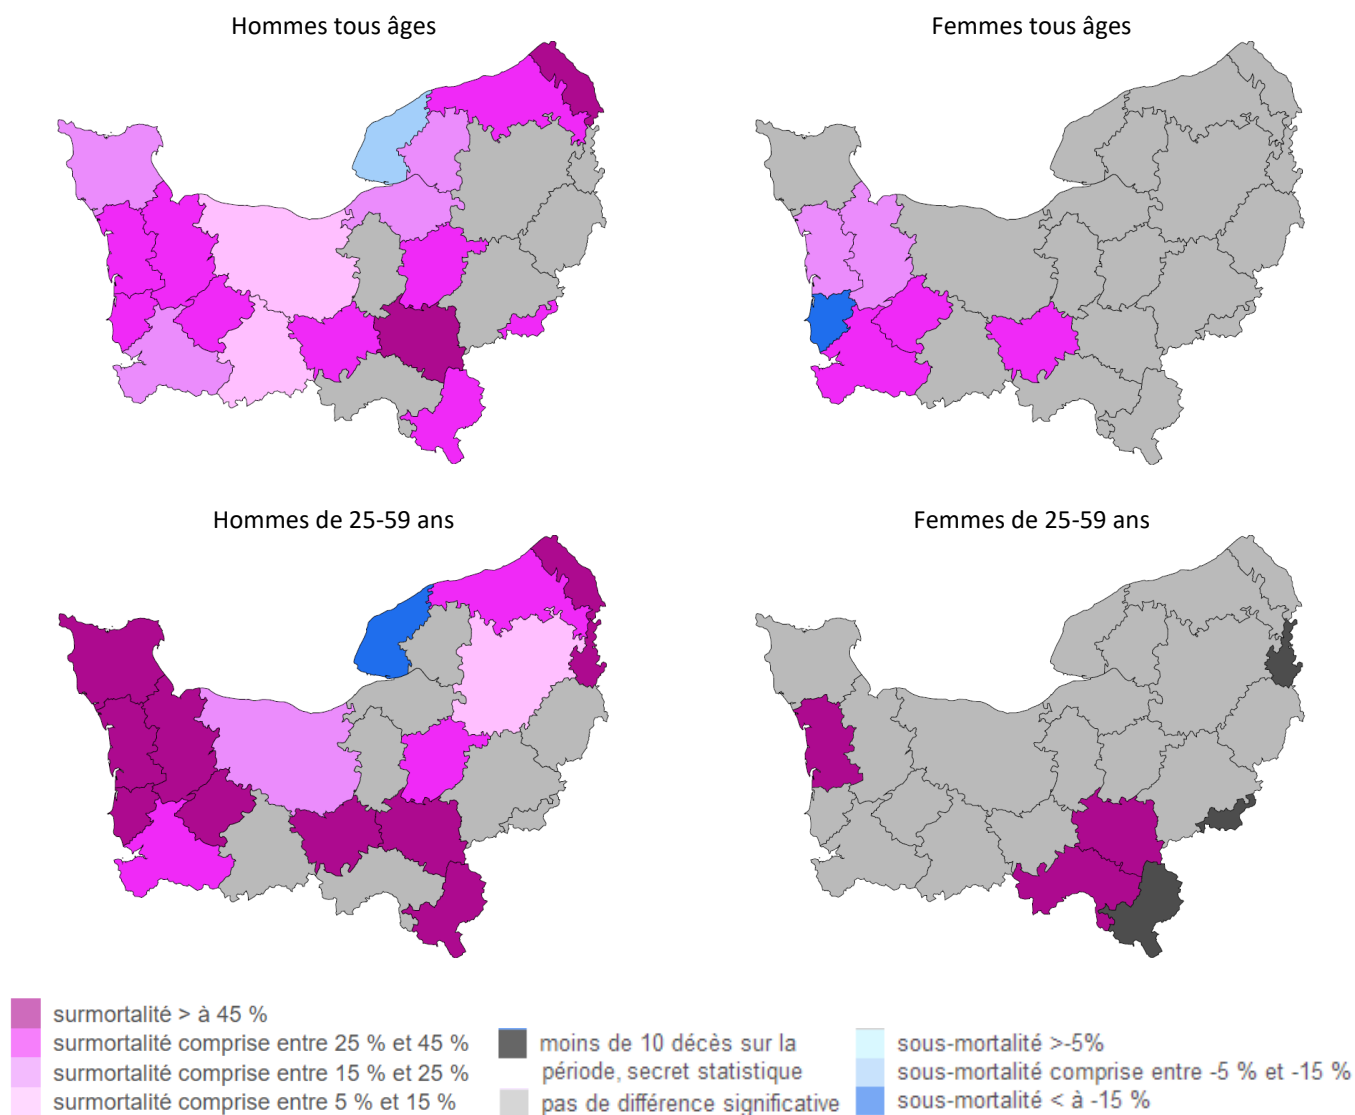 Hommes tous âges
Femmes tous âges
Hommes de 25-59 ans
Femmes de 25-59 ans
surmortalité > à 45 %
surmortalité comprise entre 25 % et 45 %
surmortalité comprise entre 15 % et 25 %
surmortalité comprise entre 5 % et 15 %
moins de 10 décès sur la
période, secret statistique
pas de différence significative
sous-mortalité >-5%
sous-mortalité comprise entre -5 % et -15 %
sous-mortalité < à -15 %